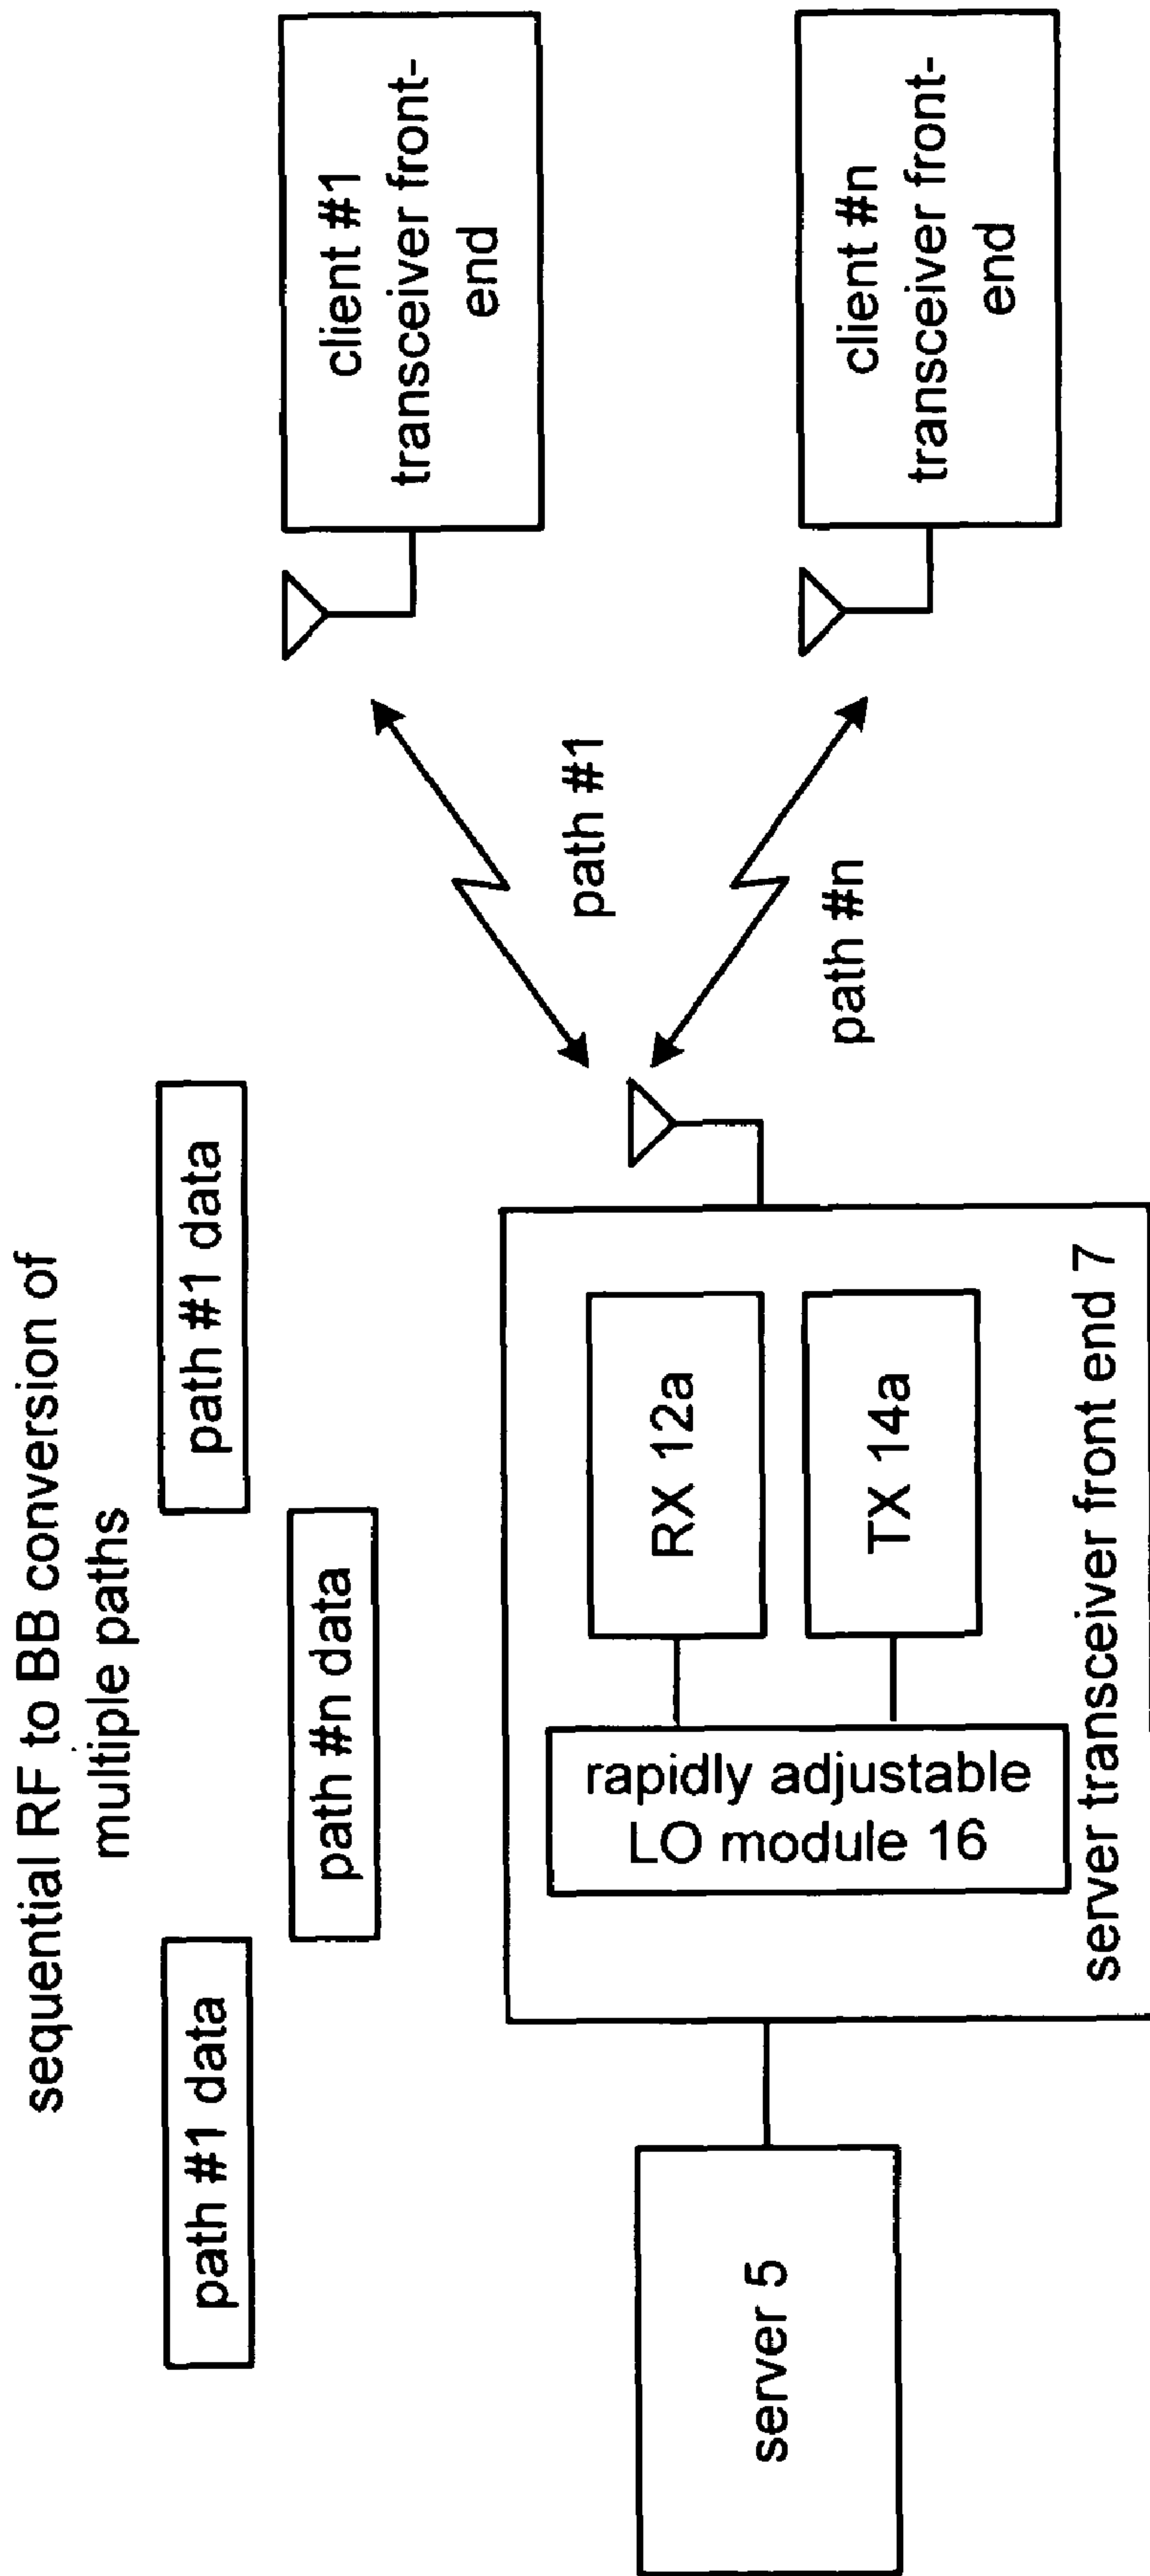 sequential RF to BB conversion of
multiple paths
path #1 data
path #n data
path #1 data
server 5
rapidly adjustable
LO module 16
RX 12a
TX 14a
server transceiver front end 7
path #1
path #n
client #1
transceiver front-
end
client #n
transceiver front-
end